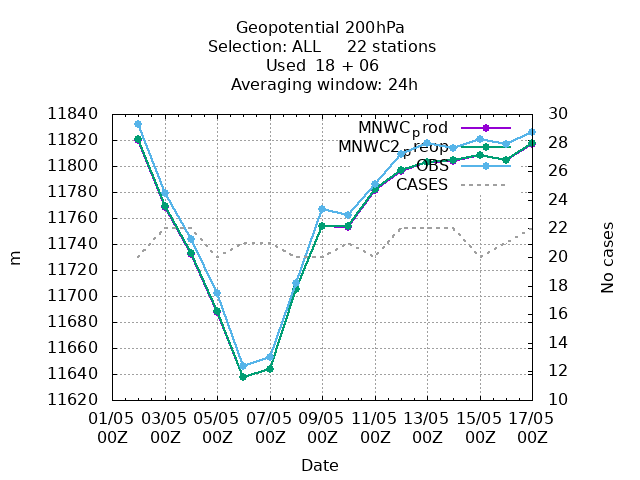 Geopotential 200hPa
Selection: ALL 22 stations
Used 18 + 06
Averaging window: 24h
11840
11820
11800
11780
11760
11740
11720
11700
11680
11660
11640
11620
m
MNWCprod
MNWC2preop
OBS
CASES
30
28
26
24
22
20
18
16
14
12
10
No cases
01/05 03/05 05/05 07/05 09/05 11/05 13/05 15/05 17/05
00Z 00Z 00Z 00Z 00Z 00Z 00Z 00Z 00Z
Date